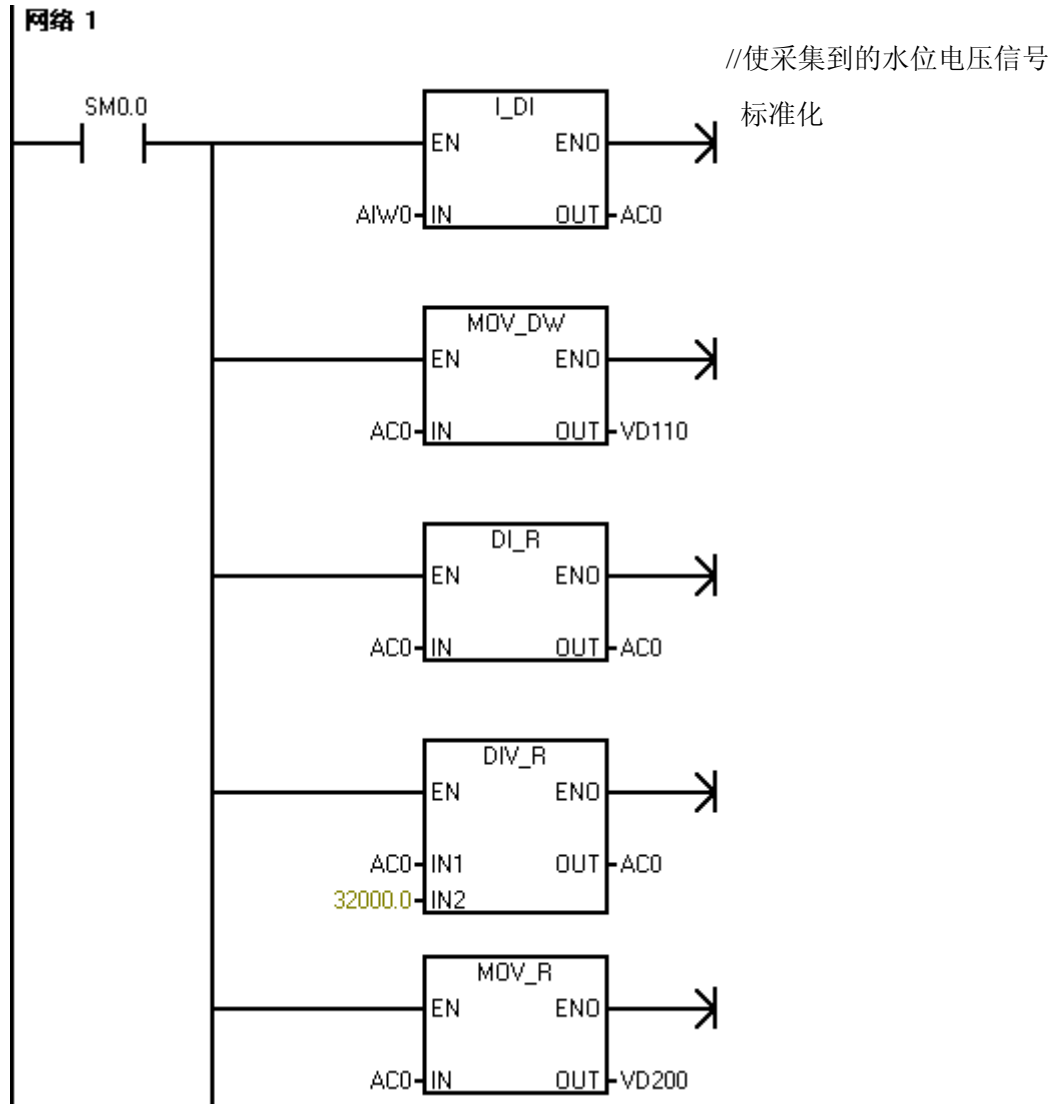 网络 1
//使采集到的水位电压信号
标准化
SM0.0
I_DI
EN ENO
AIW0 IN OUT AC0
MOV_DW
EN ENO
AC0 IN OUT VD110
DI_R
EN ENO
AC0 IN OUT AC0
DIV_R
EN ENO
AC0 IN1 OUT AC0
32000.0 IN2
MOV_R
EN ENO
AC0 IN OUT VD200